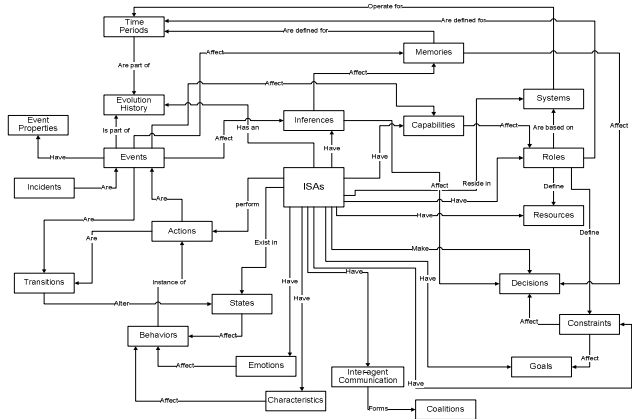 Operate for
Time
Periods
Are defined for
Are defined for
Affect
Memories
Are part of
Affect
Affect
Systems
Evolution
History
Event
Properties
Is part of
Has an
Inferences
Capabilities
Affect
Are based on
Affect
Affect
Have
Have
Have
Events
Roles
Have
ISAs
Incidents
Are
Are
perform
Affect
Reside in
Have
Define
Have
Resources
Are
Are
Actions
Define
Exist in
Make
Have
Have
Have
Transitions
Instance of
Decisions
Alter
States
Behaviors
Affect
Affect
Constraints
Affect
Affect
Emotions
Have
Goals
Inter-agent
Communication
Have
Affect
Characteristics
Forms
Coalitions